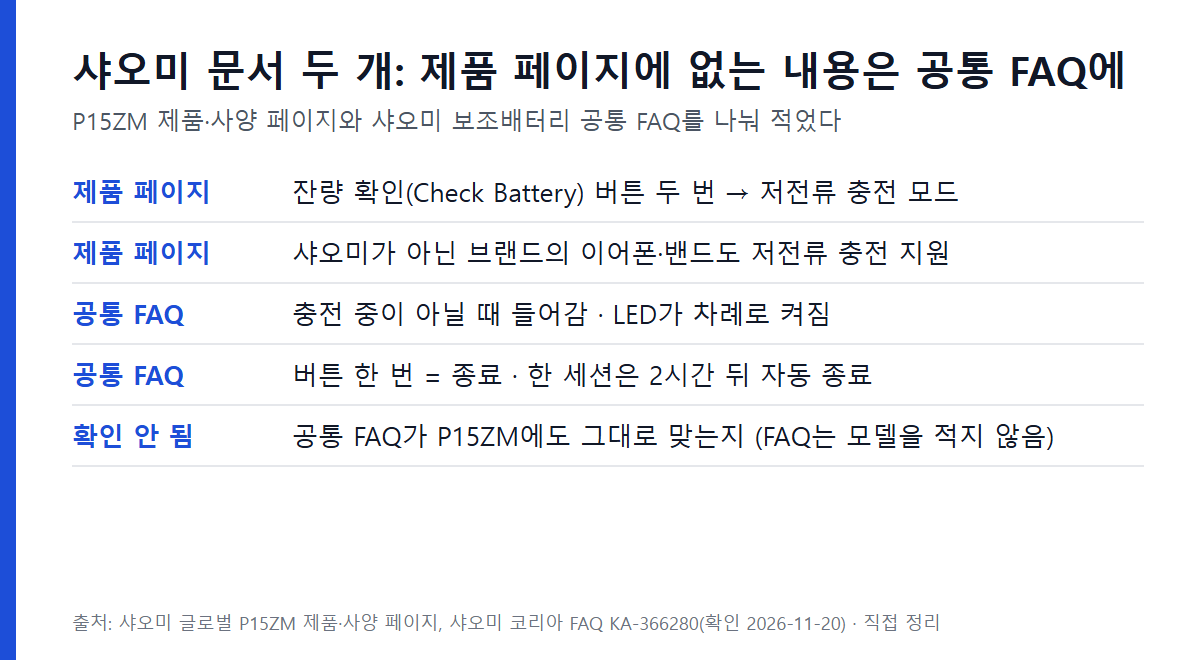 샤오미 문서 두 개: 제품 페이지에 없는 내용은 공통 FAQ에
P15ZM 제품·사양 페이지와 샤오미 보조배터리 공통 FAQ를 나눠 적었다
제품 페이지 잔량 확인(Check Battery) 버튼 두 번 → 저전류 충전 모드
제품 페이지 샤오미가 아닌 브랜드의 이어폰·밴드도 저전류 충전 지원
공통 FAQ 충전 중이 아닐 때 들어감 · LED가 차례로 켜짐
공통 FAQ 버튼 한 번 = 종료 · 한 세션은 2시간 뒤 자동 종료
확인 안 됨 공통 FAQ가 P15ZM에도 그대로 맞는지 (FAQ는 모델을 적지 않음)
출처: 샤오미 글로벌 P15ZM 제품·사양 페이지, 샤오미 코리아 FAQ KA-366280(확인 2026-11-20) · 직접 정리